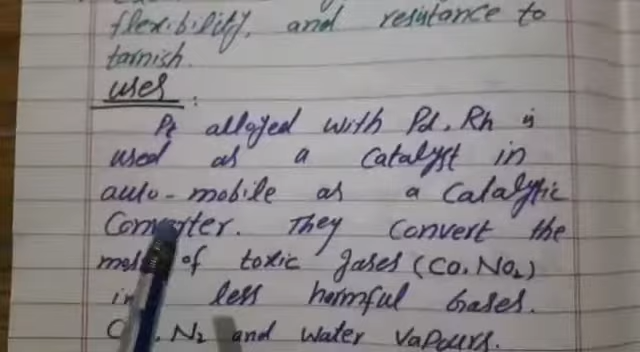 flexibility, and resistance to
tarnish.
uses :
Pt alloyed with Pd, Rh is
used as a catalyst in
auto-mobile as a catalytic
Converter. They convert the
of toxic gases (CO, NO2)
less harmful Gases.
N2 and water vapours.